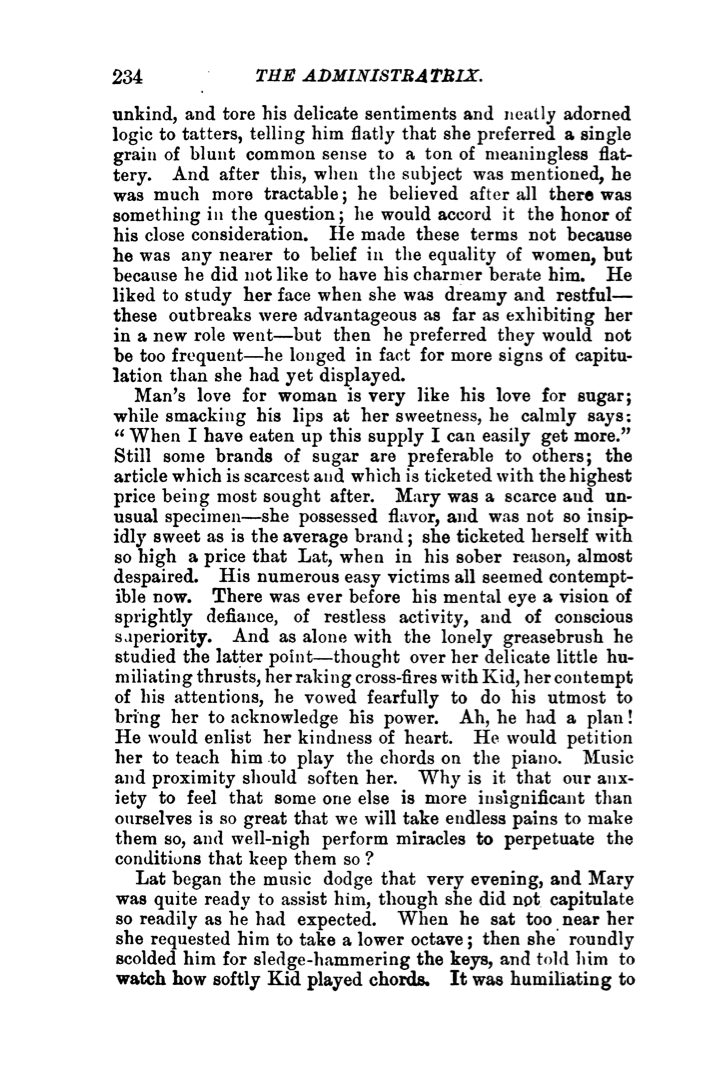 234 THE ADMINISTRATRIX.
unkind, and tore his delicate sentiments and neatly adorned
logic to tatters, telling him flatly that she preferred a single
grain of blunt common sense to a ton of meaningless flat-
tery. And after this, when the subject was mentioned, he
was much more tractable; he believed after all there was
something in the question; he would accord it the honor of
his close consideration. He made these terms not because
he was any nearer to belief in the equality of women, but
because he did not like to have his charmer berate him. He
liked to study her face when she was dreamy and restful—
these outbreaks were advantageous as far as exhibiting her
in a new role went—but then he preferred they would not
be too frequent—he longed in fact for more signs of capitu-
lation than she had yet displayed.
Man's love for woman is very like his love for sugar;
while smacking his lips at her sweetness, he calmly says:
“When I have eaten up this supply I can easily get more.”
Still some brands of sugar are preferable to others; the
article which is scarcest and which is ticketed with the highest
price being most sought after. Mary was a scarce and un-
usual specimen—she possessed flavor, and was not so insip-
idly sweet as is the average brand; she ticketed herself with
so high a price that Lat, when in his sober reason, almost
despaired. His numerous easy victims all seemed contempt-
ible now. There was ever before his mental eye a vision of
sprightly defiance, of restless activity, and of conscious
superiority. And as alone with the lonely greasebrush he
studied the latter point—thought over her delicate little hu-
miliating thrusts, her raking cross-fires with Kid, her contempt
of his attentions, he vowed fearfully to do his utmost to
bring her to acknowledge his power. Ah, he had a plan!
He would enlist her kindness of heart. He would petition
her to teach him to play the chords on the piano. Music
and proximity should soften her. Why is it that our anx-
iety to feel that some one else is more insignificant than
ourselves is so great that we will take endless pains to make
them so, and well-nigh perform miracles to perpetuate the
conditions that keep them so?
Lat began the music dodge that very evening, and Mary
was quite ready to assist him, though she did not capitulate
so readily as he had expected. When he sat too near her
she requested him to take a lower octave; then she roundly
scolded him for sledge-hammering the keys, and told him to
watch how softly Kid played chords. It was humiliating to